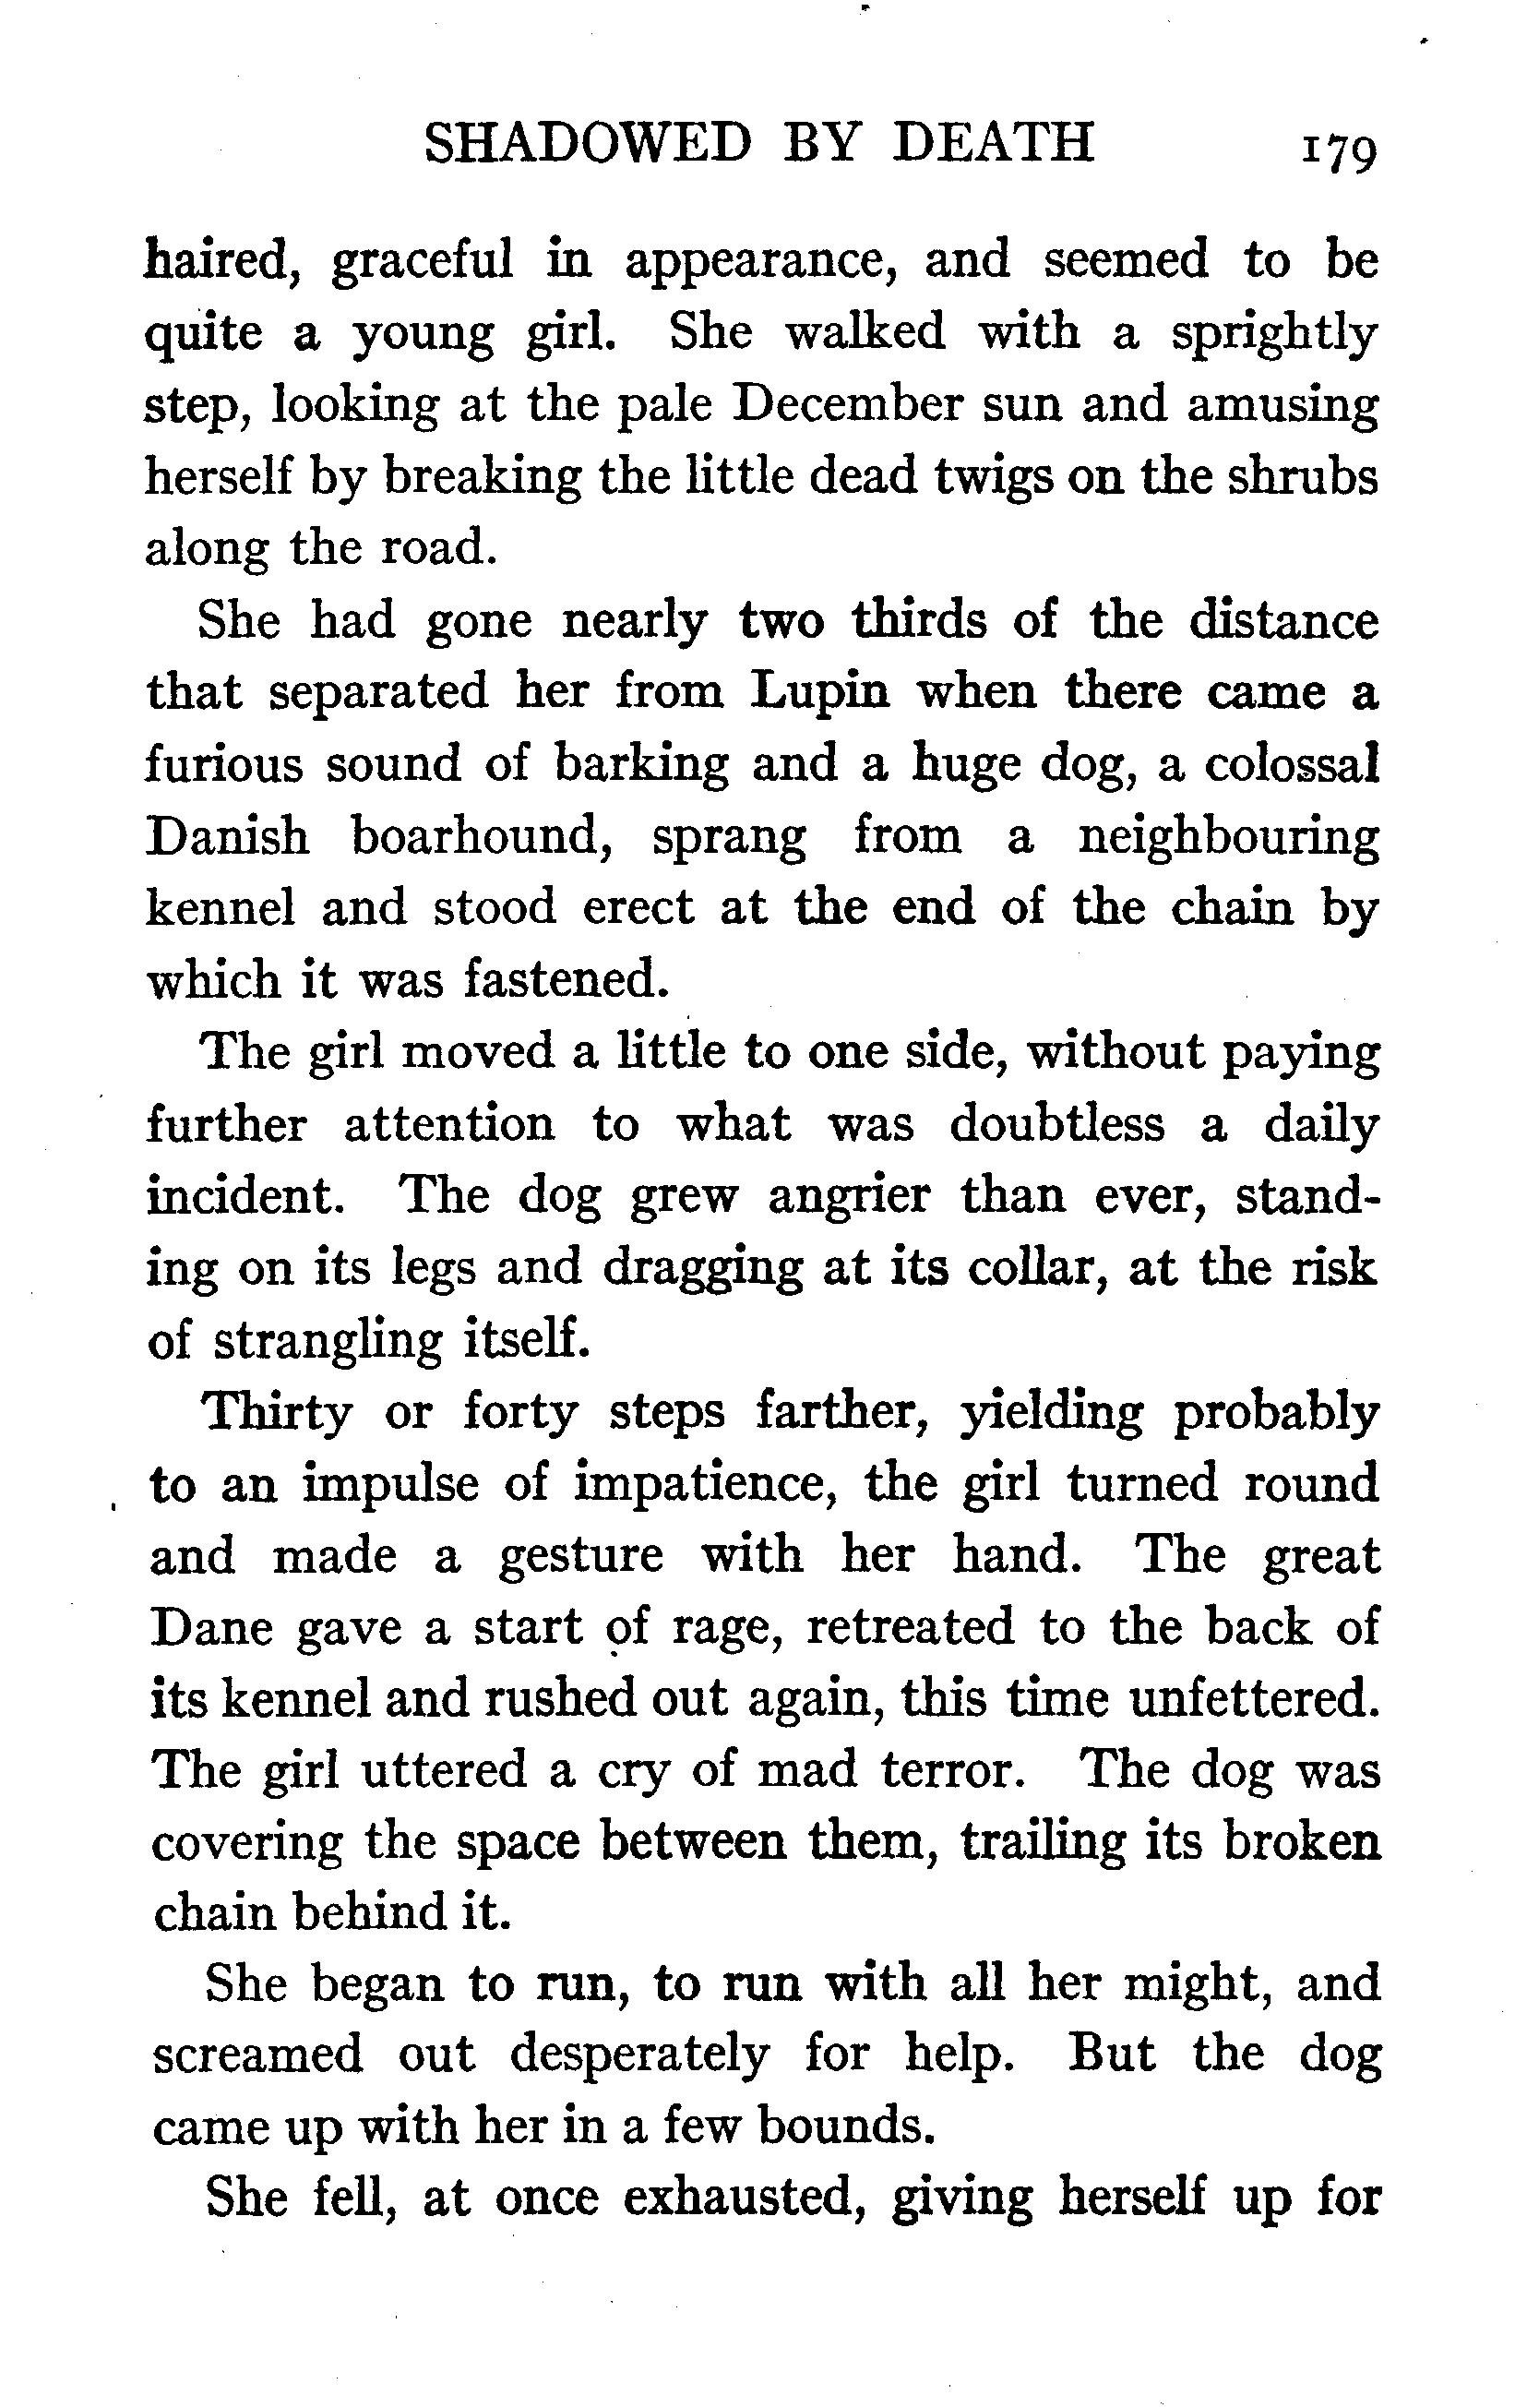 SHADOWED BY DEATH 179
haired, graceful in appearance, and seemed to be
quite a young girl. She walked with a sprightly
step, looking at the pale December sun and amusing
herself by breaking the little dead twigs on the shrubs
along the road.
She had gone nearly two thirds of the distance
that separated her from Lupin when there came a
furious sound of barking and a huge dog, a colossal
Danish boarhound, sprang from a neighbouring
kennel and stood erect at the end of the chain by
which it was fastened.
The girl moved a little to one side, without paying
further attention to what was doubtless a daily
incident. The dog grew angrier than ever, stand-
ing on its legs and dragging at its collar, at the risk
of strangling itself.
Thirty or forty steps farther, yielding probably
to an impulse of impatience, the girl turned round
and made a gesture with her hand. The great
Dane gave a start of rage, retreated to the back of
its kennel and rushed out again, this time unfettered.
The girl uttered a cry of mad terror. The dog was
covering the space between them, trailing its broken
chain behind it.
She began to run, to run with all her might, and
screamed out desperately for help. But the dog
came up with her in a few bounds.
She fell, at once exhausted, giving herself up for